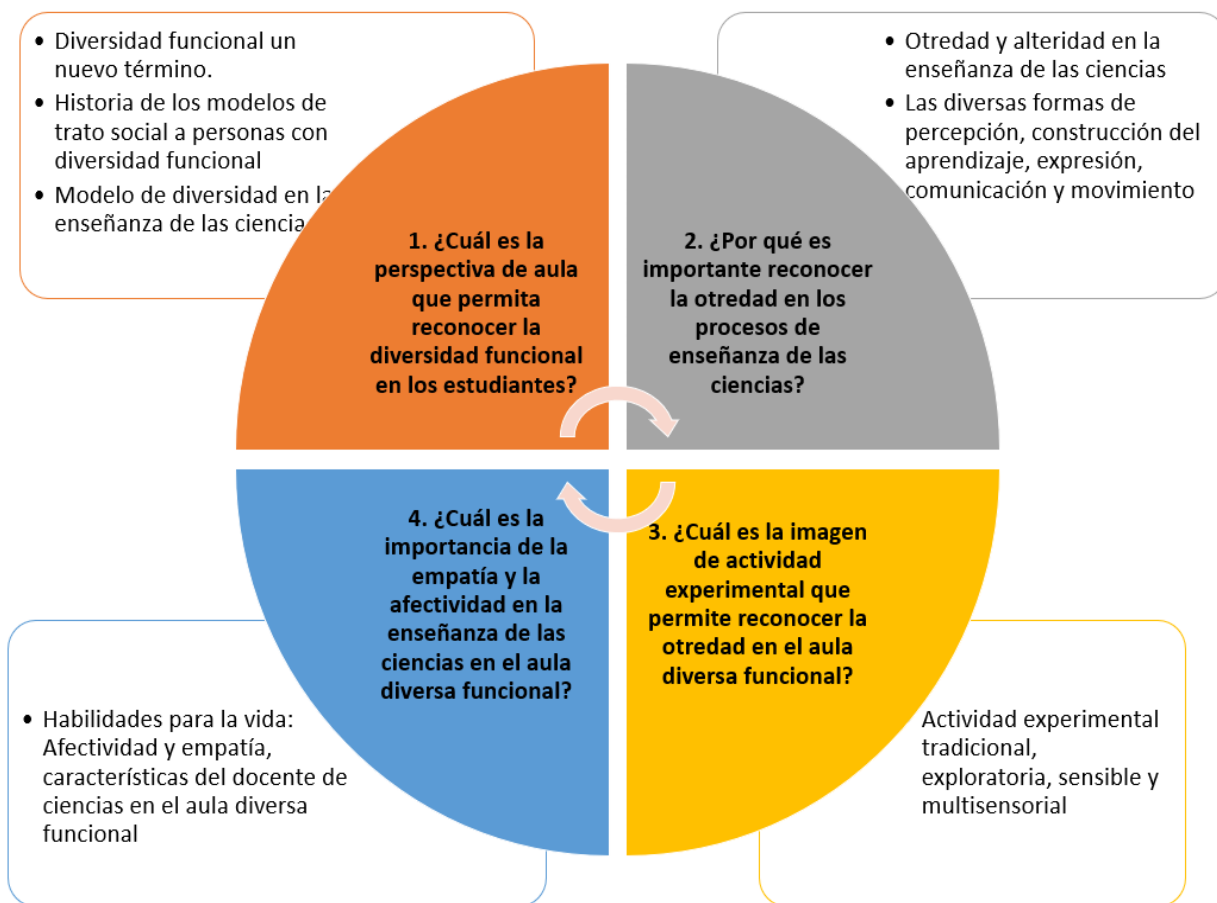 • Diversidad funcional un
nuevo término.
• Historia de los modelos de
trato social a personas con
diversidad funcional
• Modelo de diversidad en la
enseñanza de las ciencia
• Otredad y alteridad en la
enseñanza de las ciencias
• Las diversas formas de
percepción, construcción del
aprendizaje, expresión,
comunicación y movimiento
1. ¿Cuál es la
perspectiva de aula
que permita
reconocer la
diversidad funcional
en los estudiantes?
2. ¿Por qué es
importante reconocer
la otredad en los
procesos de
enseñanza de las
ciencias?
4. ¿Cuál es la
importancia de la
empatía y la
afectividad en la
enseñanza de las
ciencias en el aula
diversa funcional?
3. ¿Cuál es la imagen
de actividad
experimental que
permite reconocer la
otredad en el aula
diversa funcional?
• Habilidades para la vida:
Afectividad y empatía,
características del docente de
ciencias en el aula diversa
funcional
Actividad experimental
tradicional,
exploratoria, sensible y
multisensorial